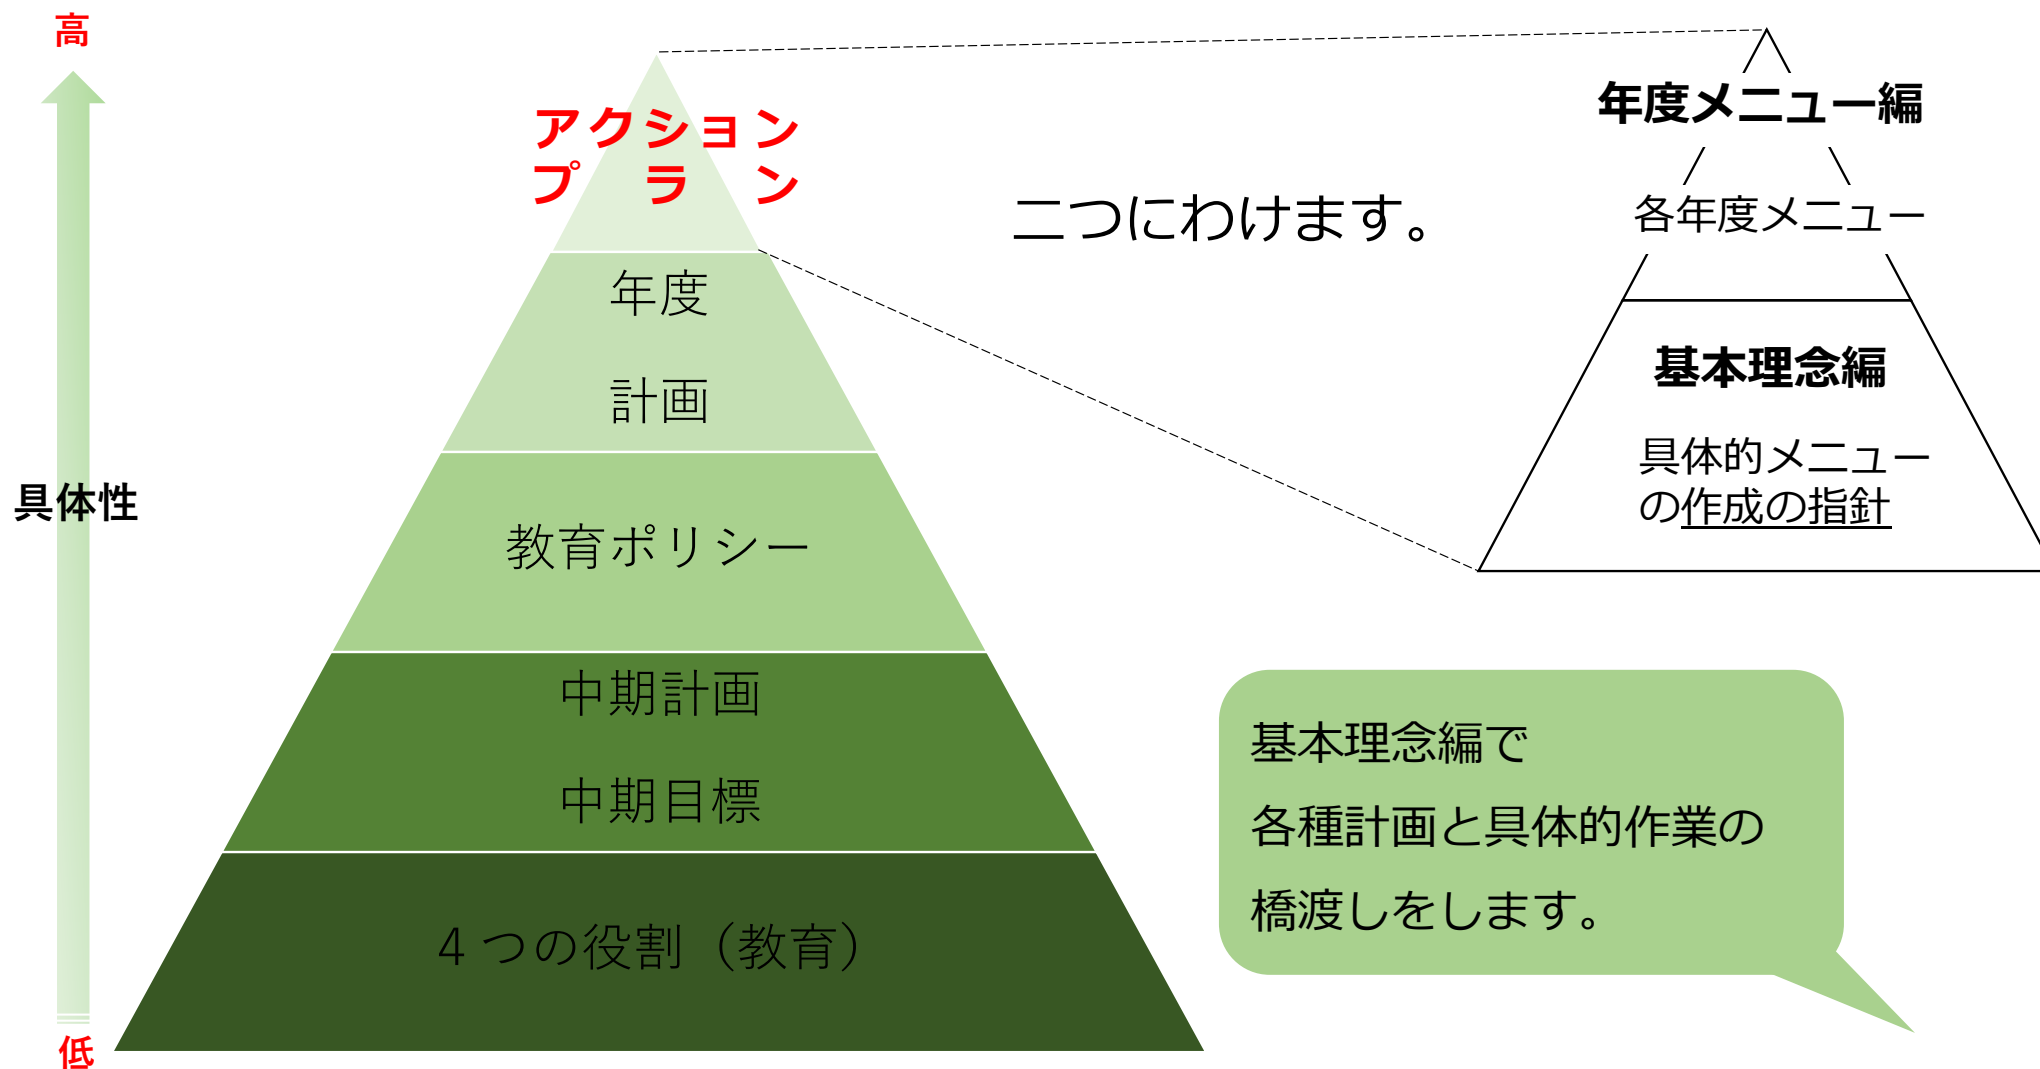 高
具体性
低
アクション
プラン
年度
計画
教育ポリシー
中期計画
中期目標
４つの役割（教育）
二つにわけます。
年度メニュー編
各年度メニュー
基本理念編
具体的メニュー
の作成の指針
基本理念編で
各種計画と具体的作業の
橋渡しをします。